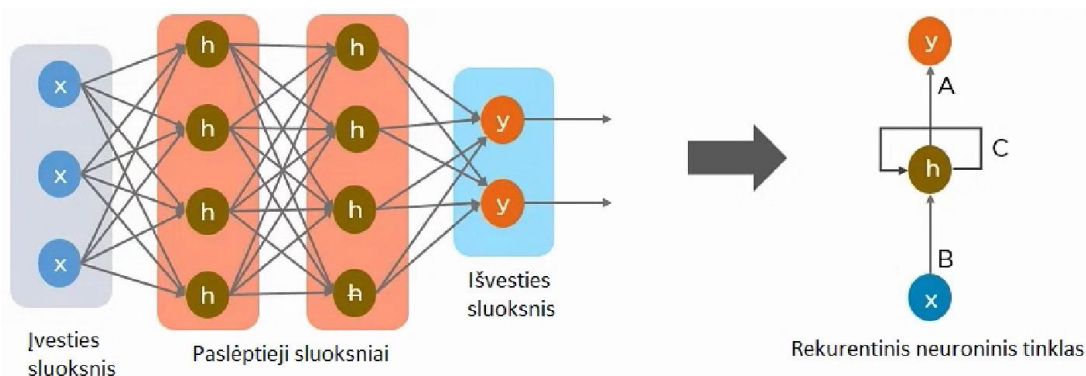 x
x
x
h
h
h
h
h
h
h
h
y
y
Įvesties
sluoksnis
Paslėptieji sluoksniai
Išvesties
sluoksnis
y
A
C
h
B
x
Rekurentinis neuroninis tinklas